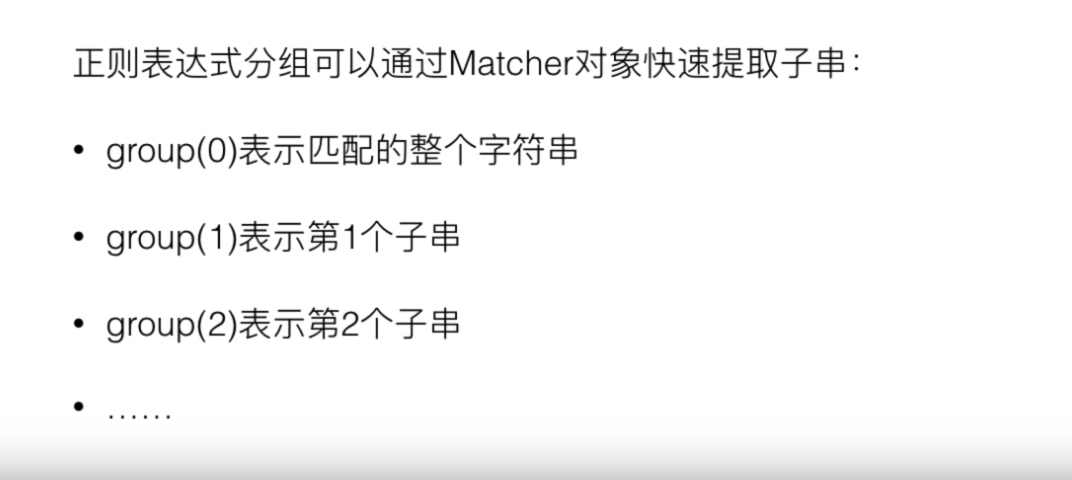 正则表达式分组可以通过Matcher对象快速提取子串：
• group(0)表示匹配的整个字符串
• group(1)表示第1个子串
• group(2)表示第2个子串
• ……